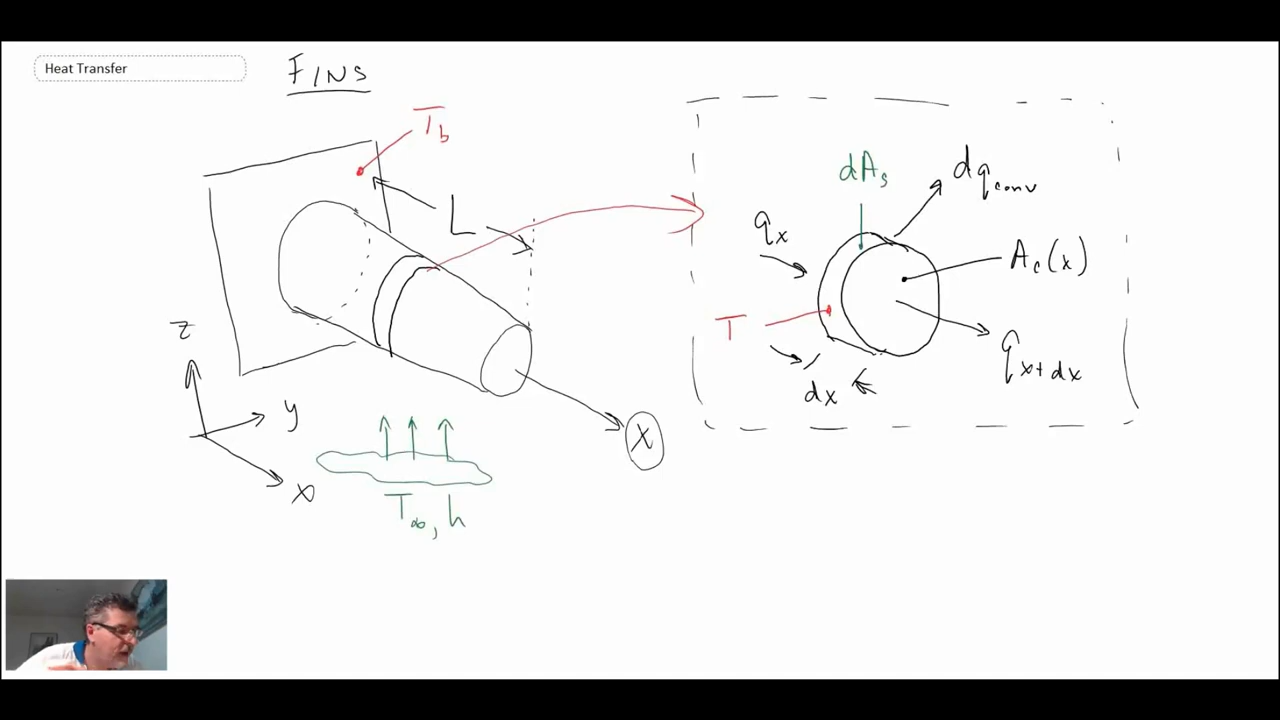 Heat Transfer
FINS
T_b
L
z
y
x
x
T_∞, h
dA_s
dq_conv
q_x
A_c(x)
T
q_x+dx
dx